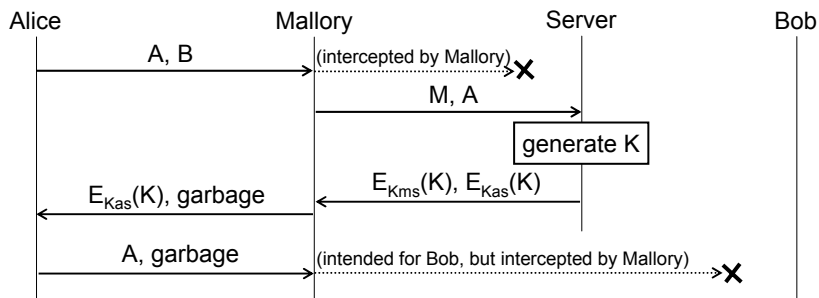 Alice Mallory Server Bob
A, B (intercepted by Mallory)
M, A
generate K
E_Kas(K), garbage E_Kms(K), E_Kas(K)
A, garbage (intended for Bob, but intercepted by Mallory)